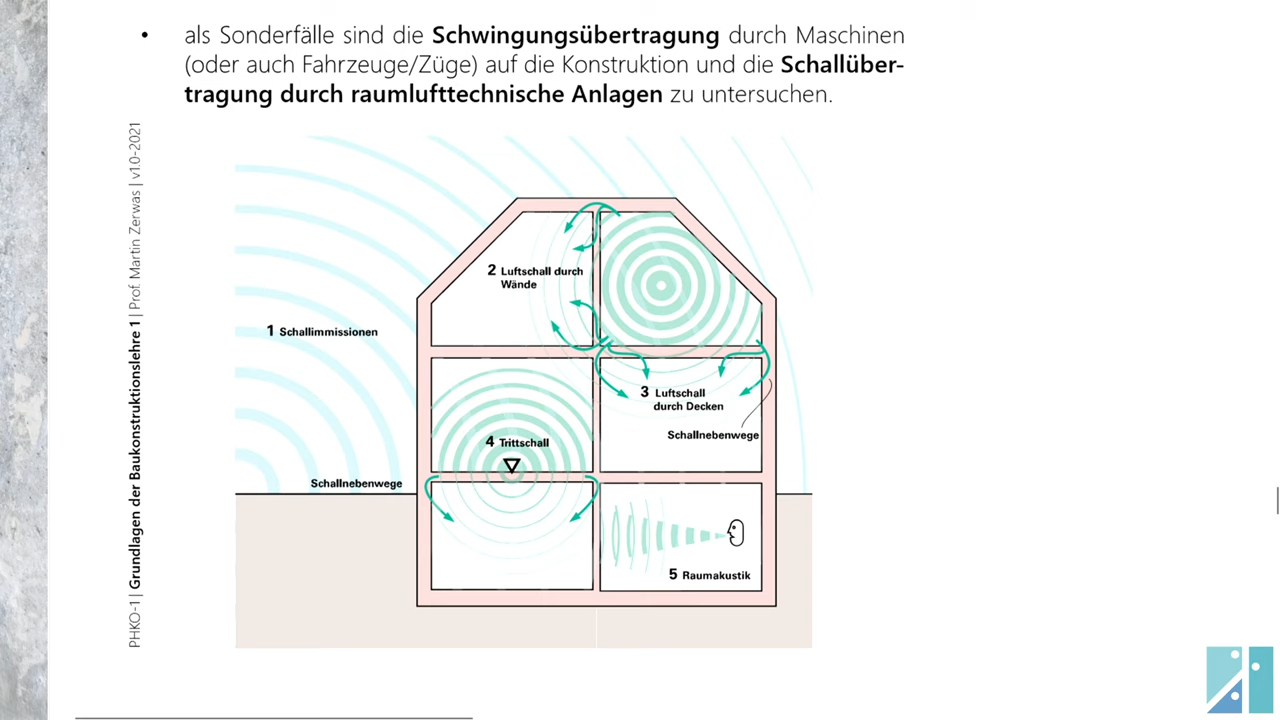 • als Sonderfälle sind die Schwingungsübertragung durch Maschinen
(oder auch Fahrzeuge/Züge) auf die Konstruktion und die Schallüber-
tragung durch raumlufttechnische Anlagen zu untersuchen.
PHKO-1 | Grundlagen der Baukonstruktionslehre 1 | Prof. Martin Zerwas | v1.0-2021
2 Luftschall durch
Wände
1 Schallimmissionen
3 Luftschall
durch Decken
Schallnebenwege
4 Trittschall
Schallnebenwege
5 Raumakustik